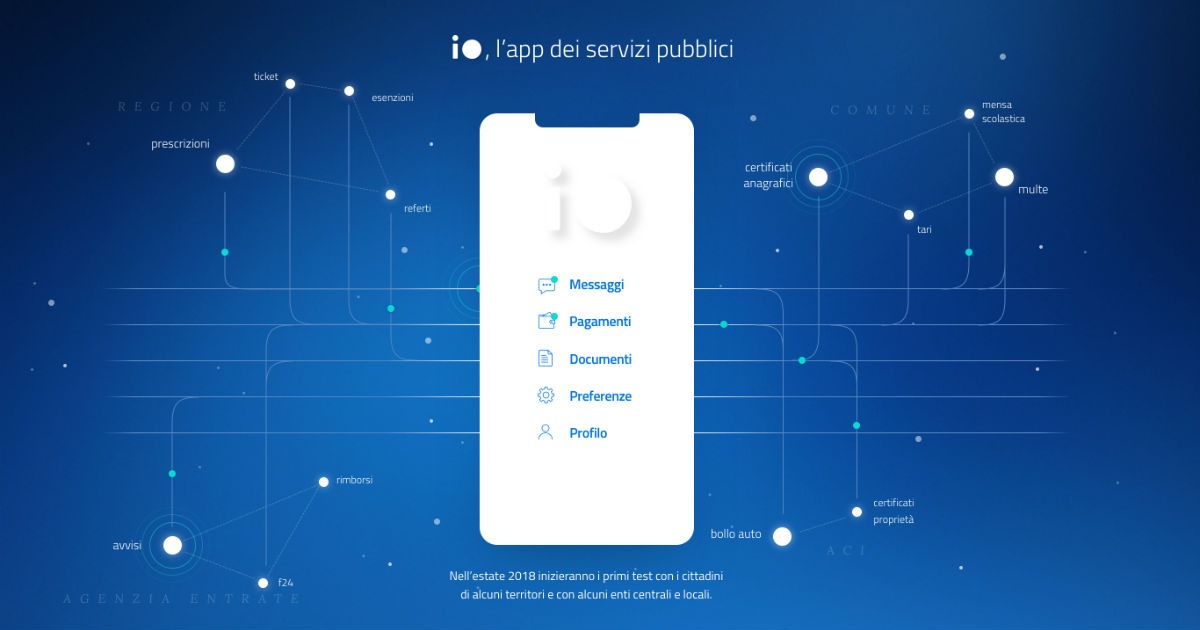 io, l’app dei servizi pubblici
REGIONE
ticket
esenzioni
prescrizioni
referti
COMUNE
mensa
scolastica
certificati
anagrafici
multe
tari
io
Messaggi
Pagamenti
Documenti
Preferenze
Profilo
rimborsi
avvisi
f24
AGENZIA ENTRATE
certificati
proprietà
bollo auto
ACI
Nell’estate 2018 inizieranno i primi test con i cittadini
di alcuni territori e con alcuni enti centrali e locali.